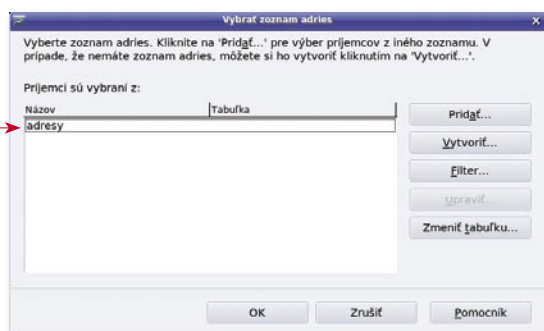 Vybrať zoznam adries
Vyberte zoznam adries. Kliknite na 'Pridať...' pre výber príjemcov z iného zoznamu. V
prípade, že nemáte zoznam adries, môžete si ho vytvoriť kliknutím na 'Vytvoriť...'.
Príjemci sú vybraní z:
Názov Tabuľka
adresy
Pridať...
Vytvoriť...
Filter...
Upraviť...
Zmeniť tabuľku...
OK Zrušiť Pomocník